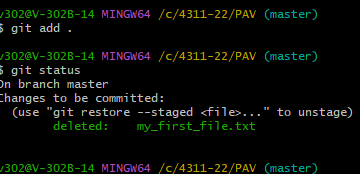 v302@V-302B-14 MINGW64 /c/4311-22/PAV (master)
$ git add .
v302@V-302B-14 MINGW64 /c/4311-22/PAV (master)
$ git status
On branch master
Changes to be committed:
  (use "git restore --staged <file>..." to unstage)
        deleted:    my_first_file.txt
v302@V-302B-14 MINGW64 /c/4311-22/PAV (master)